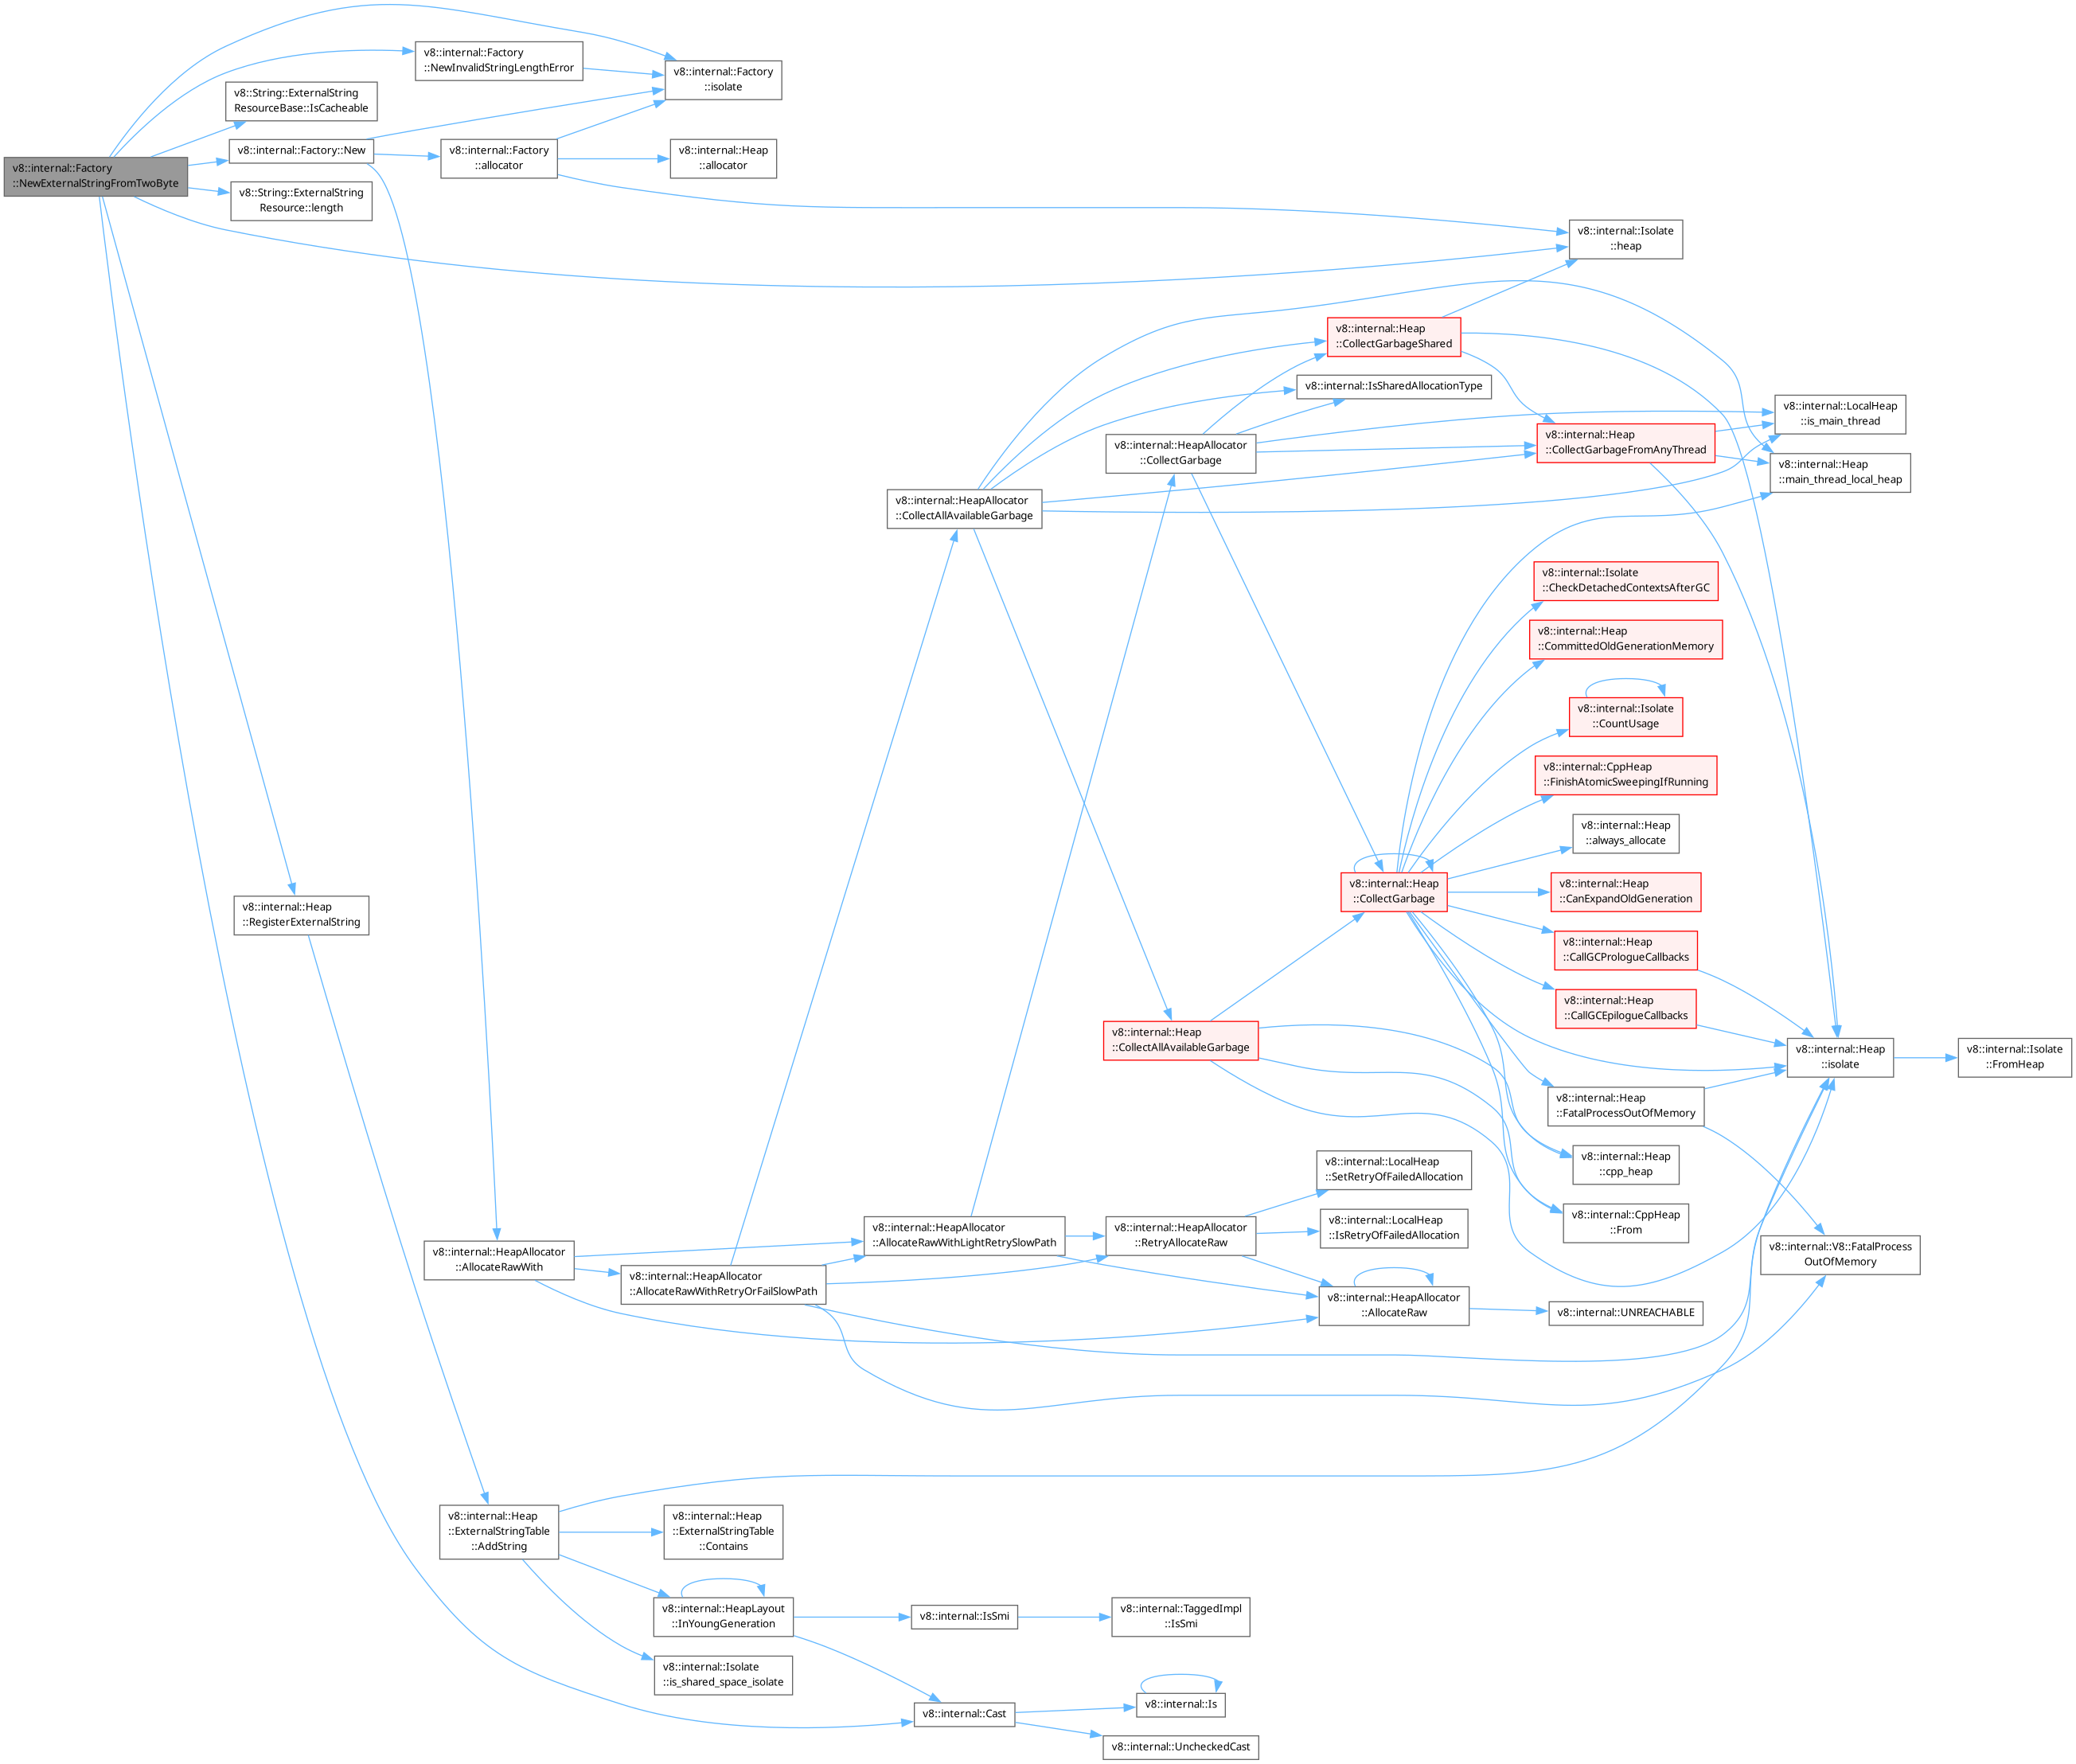 v8::internal::Factory
::NewExternalStringFromTwoByte
v8::internal::Factory
::NewInvalidStringLengthError
v8::internal::Factory
::isolate
v8::String::ExternalString
ResourceBase::IsCacheable
v8::internal::Factory::New
v8::internal::Factory
::allocator
v8::internal::Heap
::allocator
v8::String::ExternalString
Resource::length
v8::internal::Isolate
::heap
v8::internal::Heap
::CollectGarbageShared
v8::internal::IsSharedAllocationType
v8::internal::LocalHeap
::is_main_thread
v8::internal::HeapAllocator
::CollectGarbage
v8::internal::Heap
::CollectGarbageFromAnyThread
v8::internal::Heap
::main_thread_local_heap
v8::internal::HeapAllocator
::CollectAllAvailableGarbage
v8::internal::Isolate
::CheckDetachedContextsAfterGC
v8::internal::Heap
::CommittedOldGenerationMemory
v8::internal::Isolate
::CountUsage
v8::internal::CppHeap
::FinishAtomicSweepingIfRunning
v8::internal::Heap
::always_allocate
v8::internal::Heap
::CollectGarbage
v8::internal::Heap
::CanExpandOldGeneration
v8::internal::Heap
::RegisterExternalString
v8::internal::Heap
::CallGCPrologueCallbacks
v8::internal::Heap
::CallGCEpilogueCallbacks
v8::internal::Heap
::CollectAllAvailableGarbage
v8::internal::Heap
::isolate
v8::internal::Isolate
::FromHeap
v8::internal::Heap
::FatalProcessOutOfMemory
v8::internal::Heap
::cpp_heap
v8::internal::LocalHeap
::SetRetryOfFailedAllocation
v8::internal::CppHeap
::From
v8::internal::HeapAllocator
::AllocateRawWithLightRetrySlowPath
v8::internal::HeapAllocator
::RetryAllocateRaw
v8::internal::LocalHeap
::IsRetryOfFailedAllocation
v8::internal::V8::FatalProcess
OutOfMemory
v8::internal::HeapAllocator
::AllocateRawWith
v8::internal::HeapAllocator
::AllocateRawWithRetryOrFailSlowPath
v8::internal::HeapAllocator
::AllocateRaw
v8::internal::UNREACHABLE
v8::internal::Heap
::ExternalStringTable
::AddString
v8::internal::Heap
::ExternalStringTable
::Contains
v8::internal::HeapLayout
::InYoungGeneration
v8::internal::IsSmi
v8::internal::TaggedImpl
::IsSmi
v8::internal::Isolate
::is_shared_space_isolate
v8::internal::Cast
v8::internal::Is
v8::internal::UncheckedCast